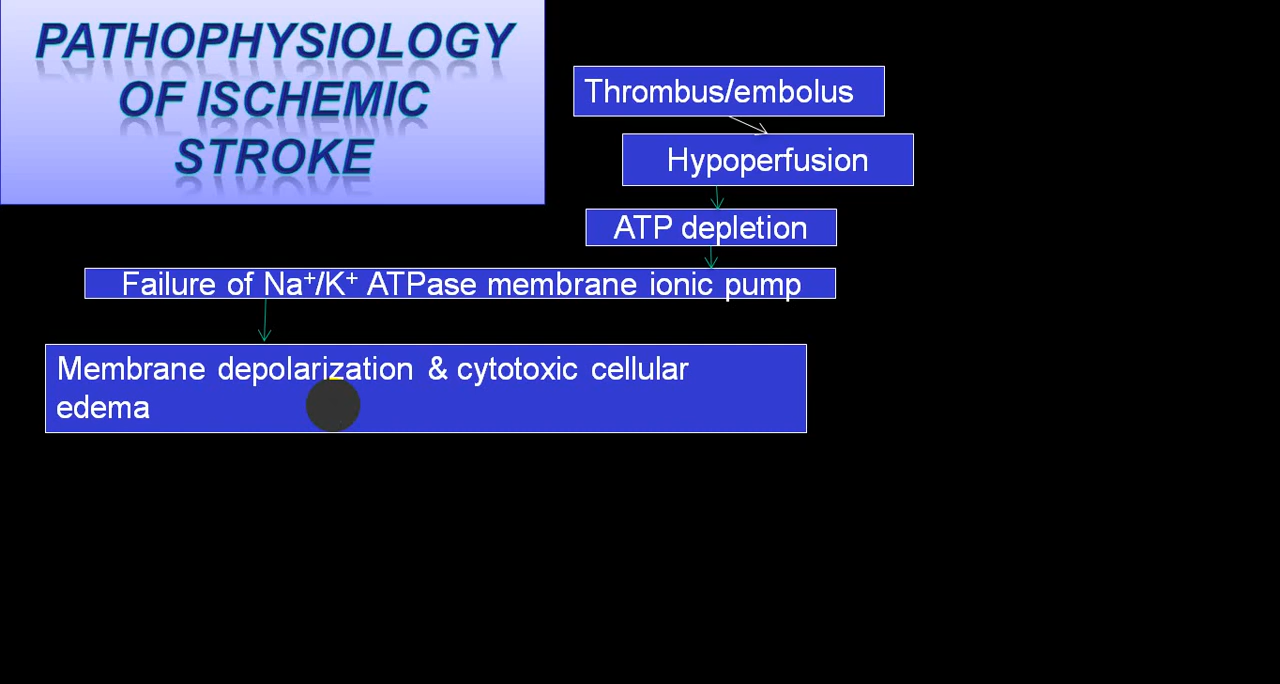 PATHOPHYSIOLOGY
OF ISCHEMIC
STROKE
Thrombus/embolus
Hypoperfusion
ATP depletion
Failure of Na⁺/K⁺ ATPase membrane ionic pump
Membrane depolarization & cytotoxic cellular
edema